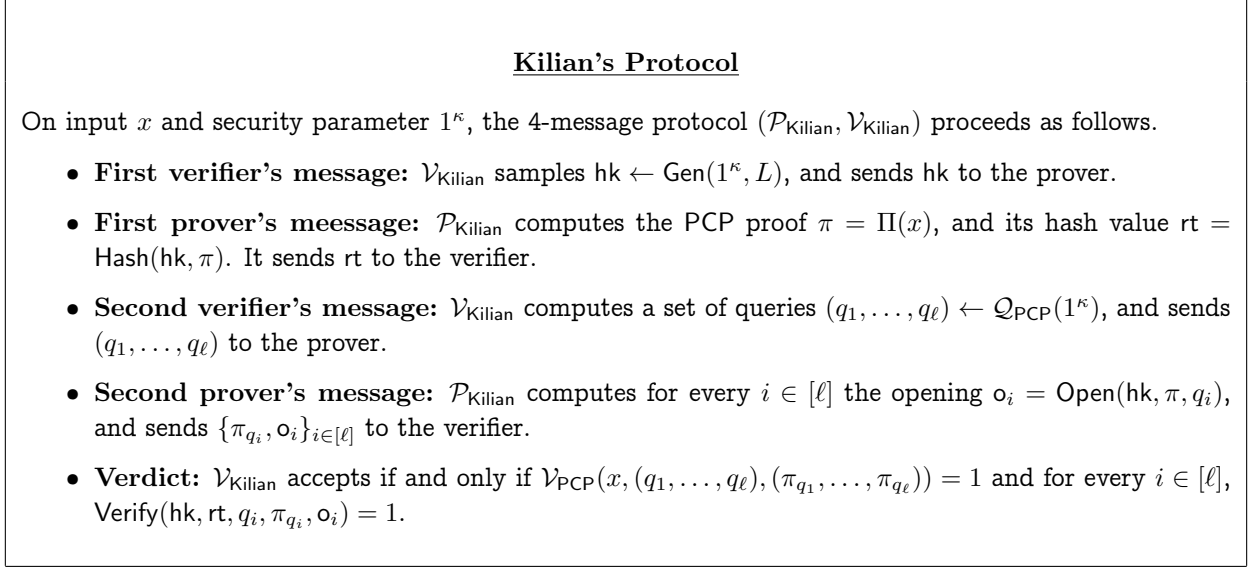 Kilian's Protocol
On input x and security parameter 1^κ, the 4-message protocol (𝒫_Kilian, 𝒱_Kilian) proceeds as follows.
• First verifier's message: 𝒱_Kilian samples hk ← Gen(1^κ, L), and sends hk to the prover.
• First prover's meessage: 𝒫_Kilian computes the PCP proof π = Π(x), and its hash value rt =
Hash(hk, π). It sends rt to the verifier.
• Second verifier's message: 𝒱_Kilian computes a set of queries (q_1, . . . , q_ℓ) ← 𝒬_PCP(1^κ), and sends
(q_1, . . . , q_ℓ) to the prover.
• Second prover's message: 𝒫_Kilian computes for every i ∈ [ℓ] the opening o_i = Open(hk, π, q_i),
and sends {π_{q_i}, o_i}_{i∈[ℓ]} to the verifier.
• Verdict: 𝒱_Kilian accepts if and only if 𝒱_PCP(x, (q_1, . . . , q_ℓ), (π_{q_1}, . . . , π_{q_ℓ})) = 1 and for every i ∈ [ℓ],
Verify(hk, rt, q_i, π_{q_i}, o_i) = 1.